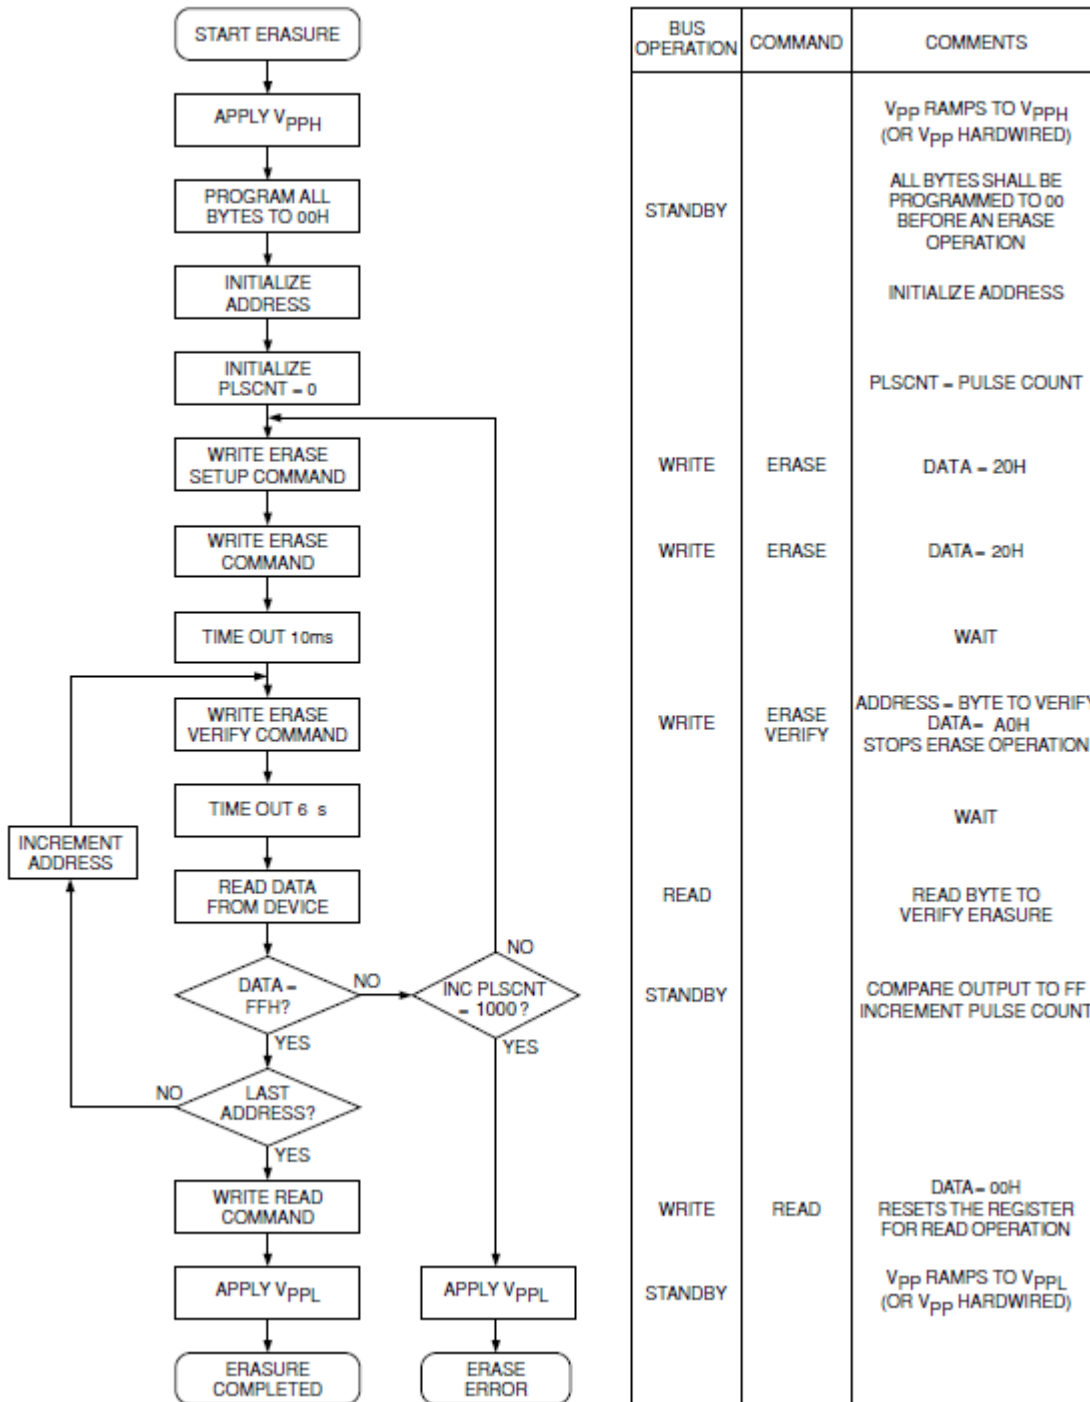 START ERASURE
APPLY VPPH
PROGRAM ALL
BYTES TO 00H
INITIALIZE
ADDRESS
INITIALIZE
PLSCNT = 0
WRITE ERASE
SETUP COMMAND
WRITE ERASE
COMMAND
TIME OUT 10ms
WRITE ERASE
VERIFY COMMAND
TIME OUT 6 s
INCREMENT
ADDRESS
READ DATA
FROM DEVICE
DATA =
FFH?
NO
YES
INC PLSCNT
= 1000?
NO
YES
LAST
ADDRESS?
NO
YES
WRITE READ
COMMAND
APPLY VPPL
APPLY VPPL
ERASURE
COMPLETED
ERASE
ERROR
BUS
OPERATION
COMMAND
COMMENTS
VPP RAMPS TO VPPH
(OR VPP HARDWIRED)
STANDBY
ALL BYTES SHALL BE
PROGRAMMED TO 00
BEFORE AN ERASE
OPERATION
INITIALIZE ADDRESS
PLSCNT = PULSE COUNT
WRITE
ERASE
DATA = 20H
WRITE
ERASE
DATA = 20H
WAIT
WRITE
ERASE
VERIFY
ADDRESS = BYTE TO VERIFY
DATA = A0H
STOPS ERASE OPERATION
WAIT
READ
READ BYTE TO
VERIFY ERASURE
STANDBY
COMPARE OUTPUT TO FF
INCREMENT PULSE COUNT
WRITE
READ
DATA = 00H
RESETS THE REGISTER
FOR READ OPERATION
STANDBY
VPP RAMPS TO VPPL
(OR VPP HARDWIRED)